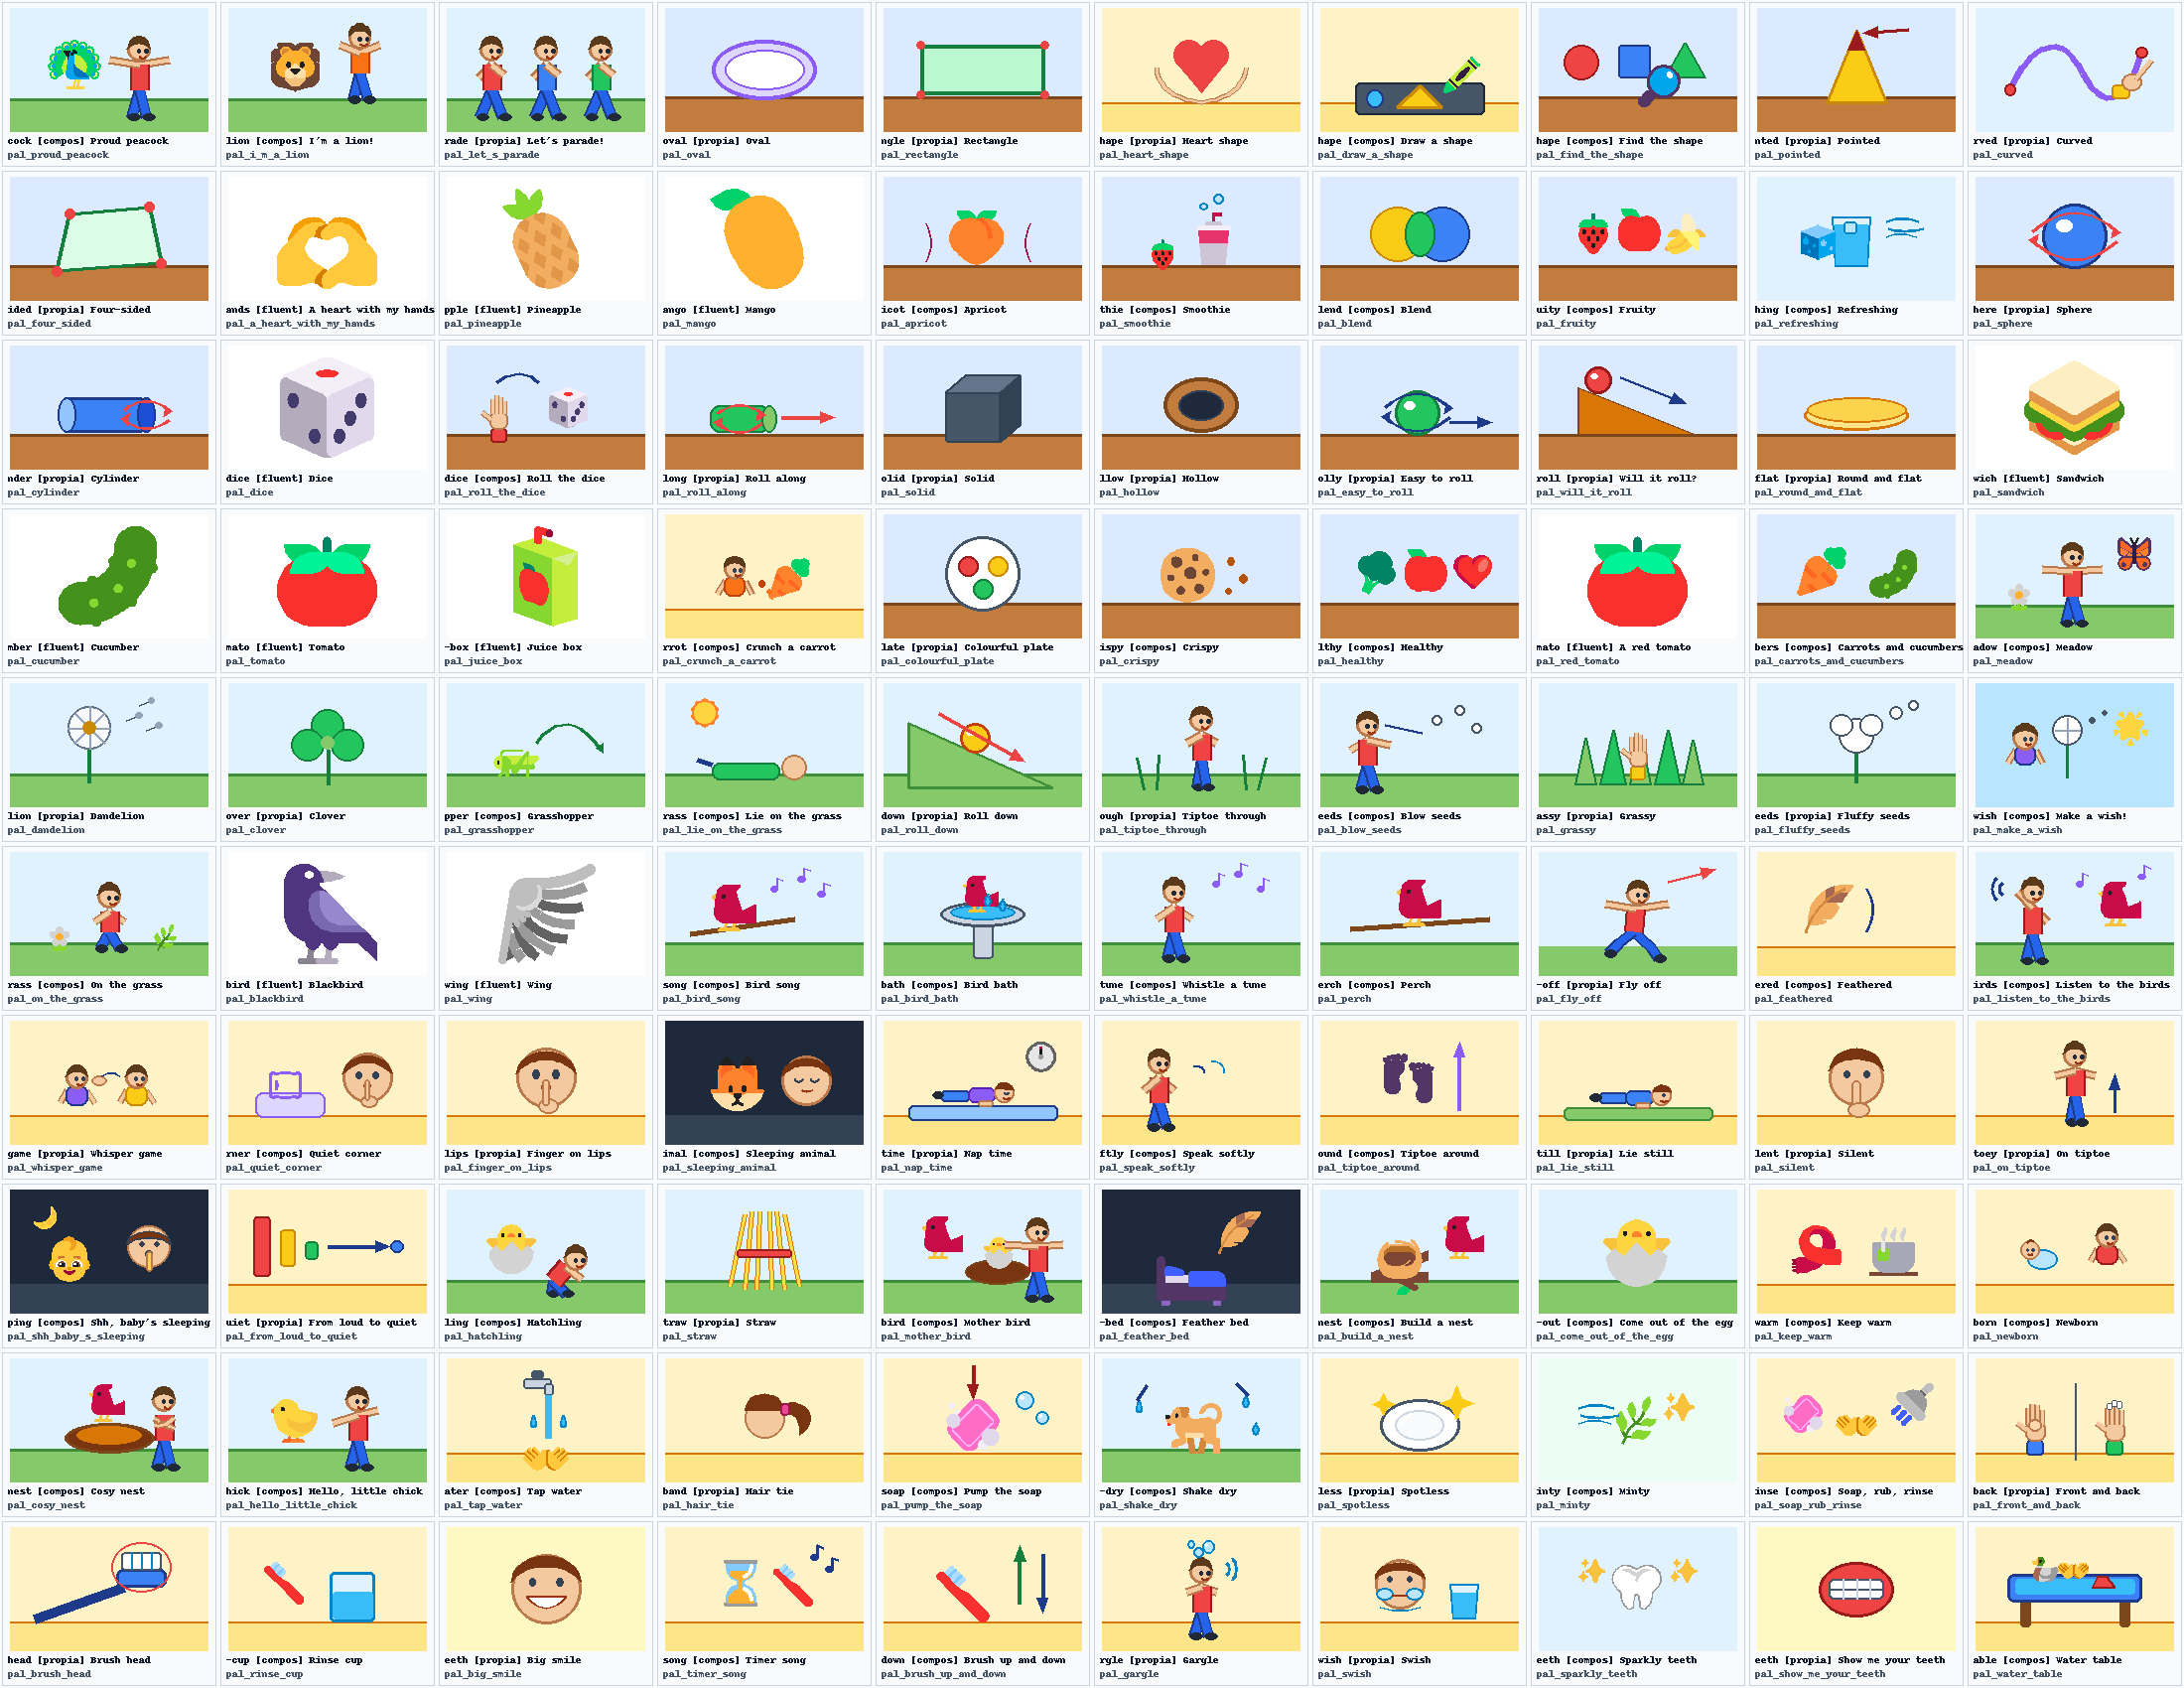 cock [compos] Proud peacock
pal_proud_peacock
lion [compos] I'm a lion!
pal_i_m_a_lion
rade [propia] Let's parade!
pal_let_s_parade
oval [propia] Oval
pal_oval
ngle [propia] Rectangle
pal_rectangle
hape [propia] Heart shape
pal_heart_shape
hape [compos] Draw a shape
pal_draw_a_shape
hape [compos] Find the shape
pal_find_the_shape
nted [propia] Pointed
pal_pointed
rved [propia] Curved
pal_curved
ided [propia] Four-sided
pal_four_sided
ands [fluent] A heart with my hands
pal_a_heart_with_my_hands
pple [fluent] Pineapple
pal_pineapple
ango [fluent] Mango
pal_mango
icot [compos] Apricot
pal_apricot
thie [compos] Smoothie
pal_smoothie
lend [compos] Blend
pal_blend
uity [compos] Fruity
pal_fruity
hing [compos] Refreshing
pal_refreshing
here [propia] Sphere
pal_sphere
nder [propia] Cylinder
pal_cylinder
dice [fluent] Dice
pal_dice
dice [compos] Roll the dice
pal_roll_the_dice
long [propia] Roll along
pal_roll_along
olid [propia] Solid
pal_solid
llow [propia] Hollow
pal_hollow
olly [propia] Easy to roll
pal_easy_to_roll
roll [propia] Will it roll?
pal_will_it_roll
flat [propia] Round and flat
pal_round_and_flat
wich [fluent] Sandwich
pal_sandwich
mber [fluent] Cucumber
pal_cucumber
mato [fluent] Tomato
pal_tomato
-box [fluent] Juice box
pal_juice_box
rrot [compos] Crunch a carrot
pal_crunch_a_carrot
late [propia] Colourful plate
pal_colourful_plate
ispy [compos] Crispy
pal_crispy
lthy [compos] Healthy
pal_healthy
mato [fluent] A red tomato
pal_red_tomato
bers [compos] Carrots and cucumbers
pal_carrots_and_cucumbers
adow [compos] Meadow
pal_meadow
lion [propia] Dandelion
pal_dandelion
over [propia] Clover
pal_clover
pper [compos] Grasshopper
pal_grasshopper
rass [compos] Lie on the grass
pal_lie_on_the_grass
down [propia] Roll down
pal_roll_down
ough [propia] Tiptoe through
pal_tiptoe_through
eeds [compos] Blow seeds
pal_blow_seeds
assy [propia] Grassy
pal_grassy
eeds [propia] Fluffy seeds
pal_fluffy_seeds
wish [compos] Make a wish!
pal_make_a_wish
rass [compos] On the grass
pal_on_the_grass
bird [fluent] Blackbird
pal_blackbird
wing [fluent] Wing
pal_wing
song [compos] Bird song
pal_bird_song
bath [compos] Bird bath
pal_bird_bath
tune [compos] Whistle a tune
pal_whistle_a_tune
erch [compos] Perch
pal_perch
-off [propia] Fly off
pal_fly_off
ered [compos] Feathered
pal_feathered
irds [compos] Listen to the birds
pal_listen_to_the_birds
game [propia] Whisper game
pal_whisper_game
rner [compos] Quiet corner
pal_quiet_corner
lips [propia] Finger on lips
pal_finger_on_lips
imal [compos] Sleeping animal
pal_sleeping_animal
time [propia] Nap time
pal_nap_time
ftly [compos] Speak softly
pal_speak_softly
ound [compos] Tiptoe around
pal_tiptoe_around
till [propia] Lie still
pal_lie_still
lent [propia] Silent
pal_silent
toey [propia] On tiptoe
pal_on_tiptoe
ping [compos] Shh, baby's sleeping
pal_shh_baby_s_sleeping
uiet [propia] From loud to quiet
pal_from_loud_to_quiet
ling [compos] Hatchling
pal_hatchling
traw [propia] Straw
pal_straw
bird [compos] Mother bird
pal_mother_bird
-bed [compos] Feather bed
pal_feather_bed
nest [compos] Build a nest
pal_build_a_nest
-out [compos] Come out of the egg
pal_come_out_of_the_egg
warm [compos] Keep warm
pal_keep_warm
born [compos] Newborn
pal_newborn
nest [compos] Cosy nest
pal_cosy_nest
hick [compos] Hello, little chick
pal_hello_little_chick
ater [compos] Tap water
pal_tap_water
band [propia] Hair tie
pal_hair_tie
soap [compos] Pump the soap
pal_pump_the_soap
-dry [compos] Shake dry
pal_shake_dry
less [propia] Spotless
pal_spotless
inty [compos] Minty
pal_minty
inse [compos] Soap, rub, rinse
pal_soap_rub_rinse
back [propia] Front and back
pal_front_and_back
head [propia] Brush head
pal_brush_head
-cup [compos] Rinse cup
pal_rinse_cup
eeth [propia] Big smile
pal_big_smile
song [compos] Timer song
pal_timer_song
down [compos] Brush up and down
pal_brush_up_and_down
rgle [propia] Gargle
pal_gargle
wish [propia] Swish
pal_swish
eeth [compos] Sparkly teeth
pal_sparkly_teeth
eeth [propia] Show me your teeth
pal_show_me_your_teeth
able [compos] Water table
pal_water_table